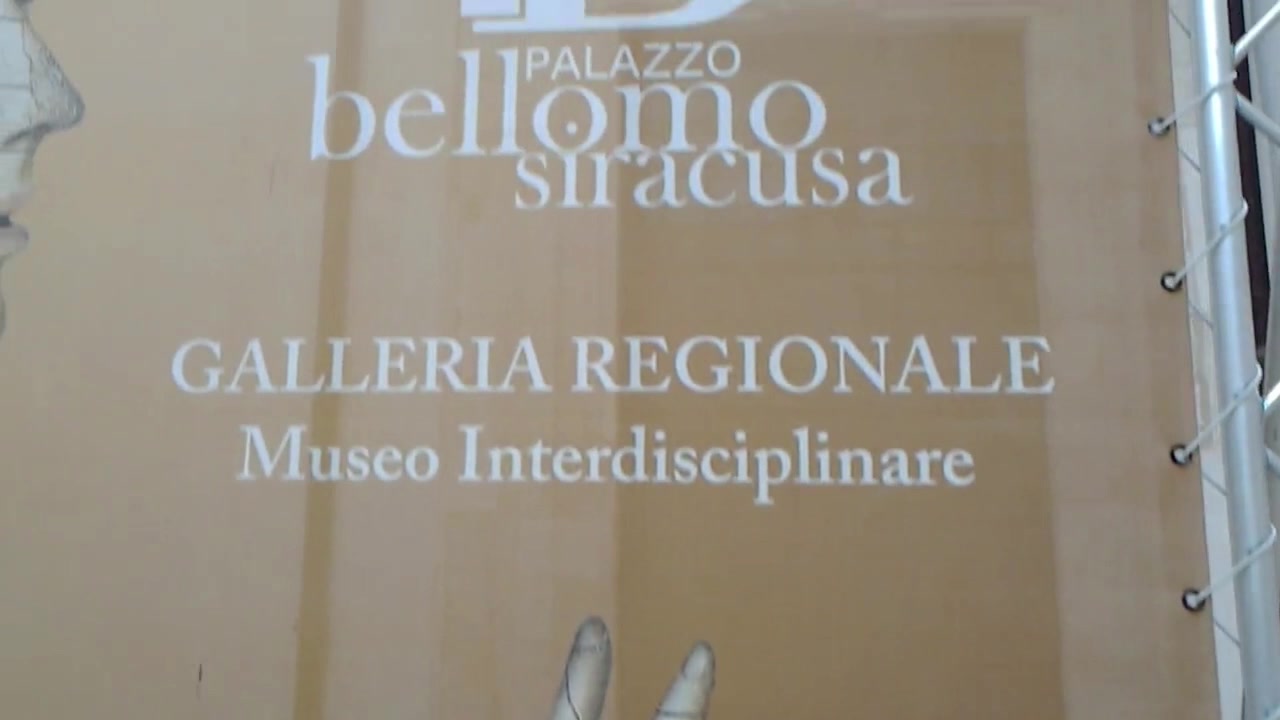 PALAZZO
bellomo
siracusa
GALLERIA REGIONALE
Museo Interdisciplinare